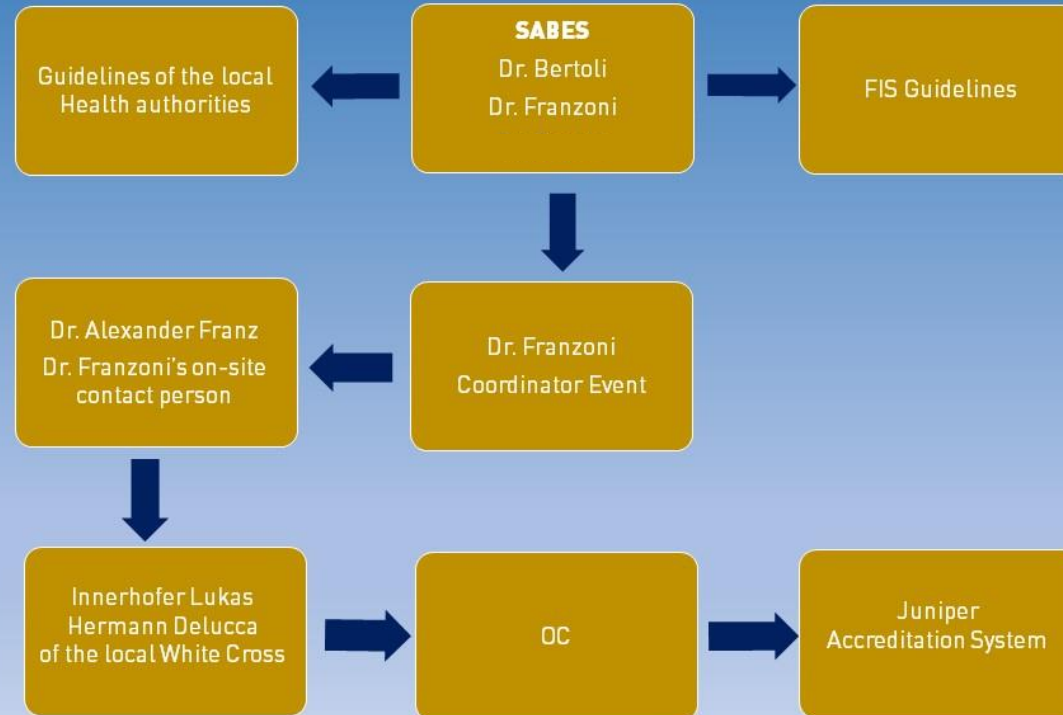 Guidelines of the local
Health authorities
SABES
Dr. Bertoli
Dr. Franzoni
FIS Guidelines
Dr. Alexander Franz
Dr. Franzoni's on-site
contact person
Dr. Franzoni
Coordinator Event
Innerhofer Lukas
Hermann Delucca
of the local White Cross
OC
Juniper
Accreditation System